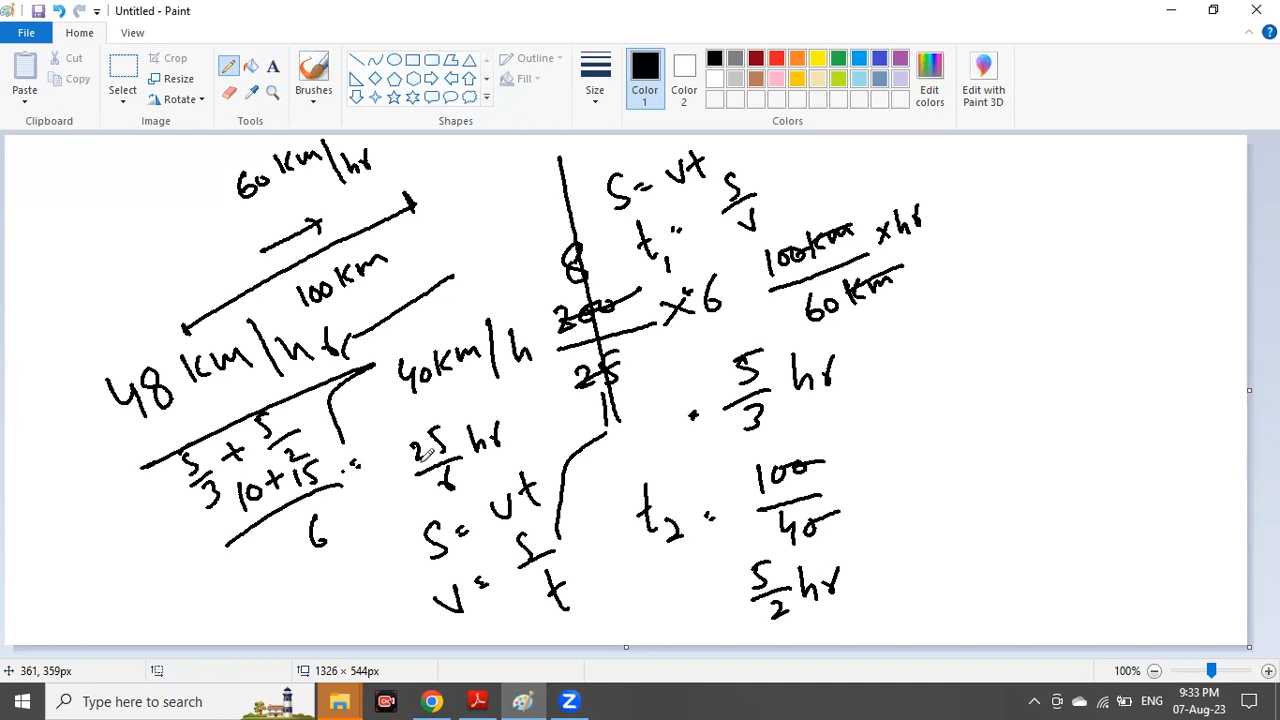 Untitled - Paint
File
Home
View
Paste
Cut
Copy
Clipboard
Select
Crop
Resize
Rotate
Image
Tools
Brushes
Shapes
Outline
Fill
Size
Color 1
Color 2
Colors
Edit colors
Edit with Paint 3D
60 km/hr
100 km
48 km/h
40 km/h
5/3 + 5/2
10+15/6 =
25/6 hr
S = vt
v = S/t
S = vt
t1 = S/v
100 km × hr / 60 km
8
200/25 × 6
= 5/3 hr
t2 = 100/40
5/2 hr
361, 359px
1326 × 544px
100%
Type here to search
ENG
9:33 PM
07-Aug-23